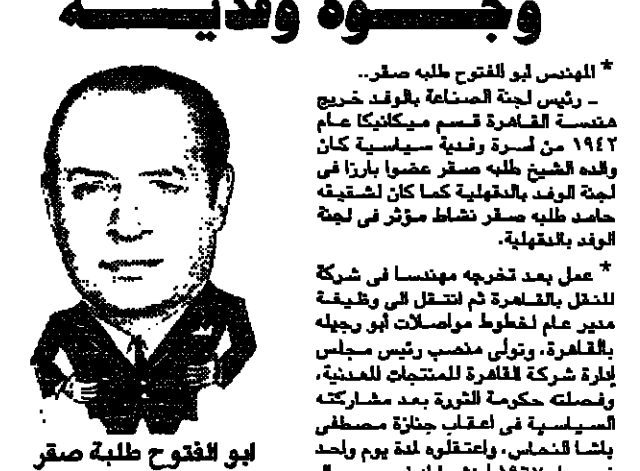 وجوه وفدية
* المهندس أبو الفتوح طلبه صقر..
ـ رئيس لجنة الصناعة بالوفد خريج
هندسة القاهرة قسم ميكانيكا عام
١٩٤٢ من أسرة وفدية سياسية كان
والده الشيخ طلبه صقر عضوا بارزا فى
لجنة الوفد بالدقهلية كما كان لشقيقه
حامد طلبه صقر نشاط مؤثر فى لجنة
الوفد بالدقهلية.
* عمل بعد تخرجه مهندسا فى شركة
للنقل بالقاهرة ثم انتقل الى وظيفة
مدير عام لخطوط مواصلات أبو رجيله
بالقاهرة، وتولى منصب رئيس مجلس
إدارة شركة القاهرة للمنتجات المعدنية،
وفصلته حكومة الثورة بعد مشاركته
السياسية فى اعقاب جنازة مصطفى
باشا النحاس، واعتقلوه لمدة يوم واحد
ابو الفتوح طلبة صقر